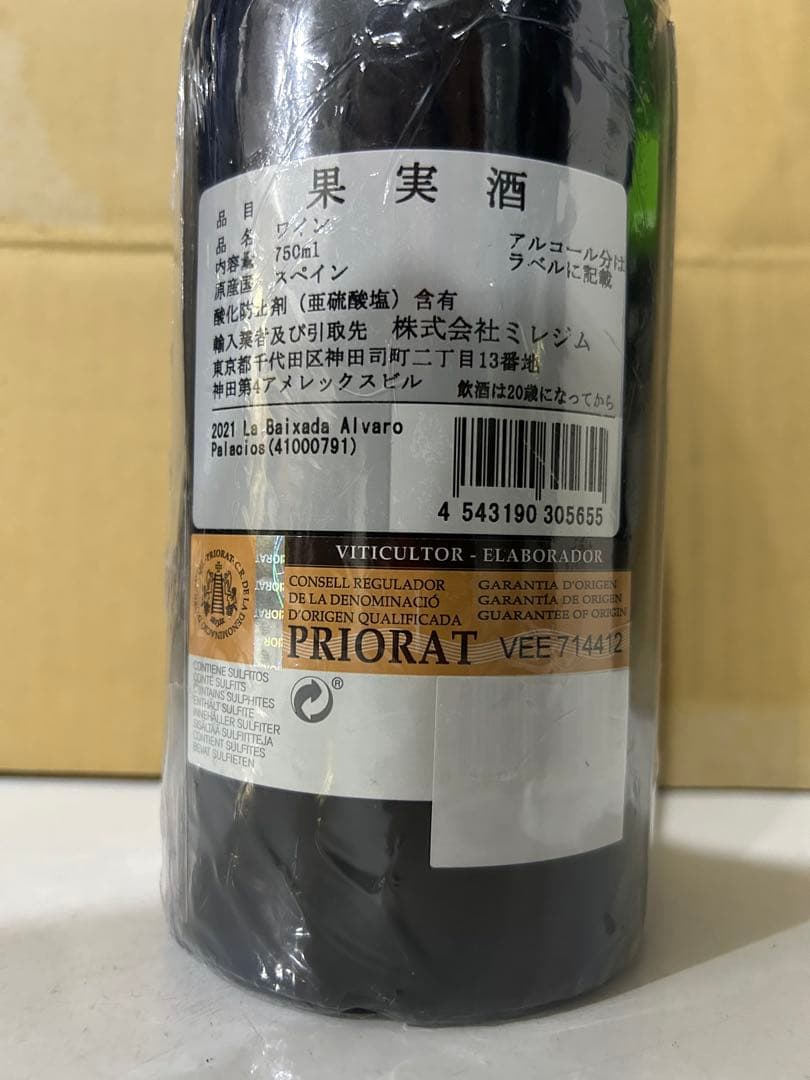 果実酒
品目 ワイン
品名
内容量 750ml
原産国 スペイン
アルコール分は
ラベルに記載
酸化防止剤（亜硫酸塩）含有
輸入業者及び引取先 株式会社ミレジム
東京都千代田区神田司町二丁目13番地
神田第4アメレックスビル 飲酒は20歳になってから
2021 La Baixada Alvaro
Palacios(41000791)
4 543190 305655
VITICULTOR - ELABORADOR
PRIORAT · C.R. DE LA DENOMINACIÓ
CONSELL REGULADOR
DE LA DENOMINACIÓ
D'ORIGEN QUALIFICADA
PRIORAT
GARANTIA D'ORIGEN
GARANTÍA DE ORIGEN
GUARANTEE OF ORIGIN
VEE 714412
CONTIENE SULFITOS
CONTÉ SULFITS
CONTAINS SULPHITES
ENTHÄLT SULFITE
INNEHÅLLER SULFITER
SISÄLTÄÄ SULFIITTEJA
CONTIENT SULFITES
BEVAT SULFIETEN
®